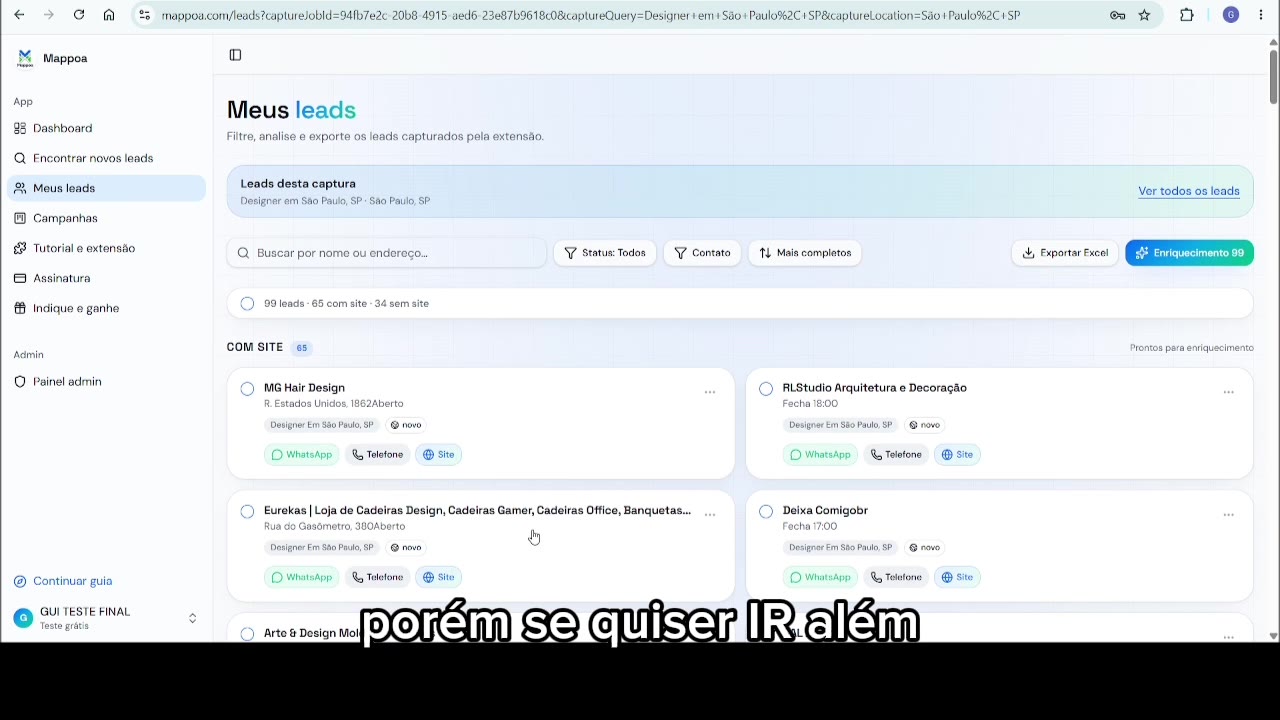 mappoa.com/leads?captureJobId=94fb7e2c-20b8-4915-aed6-23e87b9618c0&captureQuery=Designer+em+São+Paulo%2C+SP&captureLocation=São+Paulo%2C+SP
G
Mappoa
Mappoa
App
Dashboard
Encontrar novos leads
Meus leads
Campanhas
Tutorial e extensão
Assinatura
Indique e ganhe
Admin
Painel admin
Continuar guia
G
GUI TESTE FINAL
Teste grátis
Meus leads
Filtre, analise e exporte os leads capturados pela extensão.
Leads desta captura
Designer em São Paulo, SP · São Paulo, SP
Ver todos os leads
Buscar por nome ou endereço...
Status: Todos
Contato
Mais completos
Exportar Excel
Enriquecimento 99
99 leads · 65 com site · 34 sem site
COM SITE 65
Prontos para enriquecimento
MG Hair Design
R. Estados Unidos, 1862Aberto
Designer Em São Paulo, SP novo
WhatsApp Telefone Site
RLStudio Arquitetura e Decoração
Fecha 18:00
Designer Em São Paulo, SP novo
WhatsApp Telefone Site
Eurekas | Loja de Cadeiras Design, Cadeiras Gamer, Cadeiras Office, Banquetas...
Rua do Gasômetro, 380Aberto
Designer Em São Paulo, SP novo
WhatsApp Telefone Site
Deixa Comigobr
Fecha 17:00
Designer Em São Paulo, SP novo
WhatsApp Telefone Site
Arte & Design
porém se quiser IR além